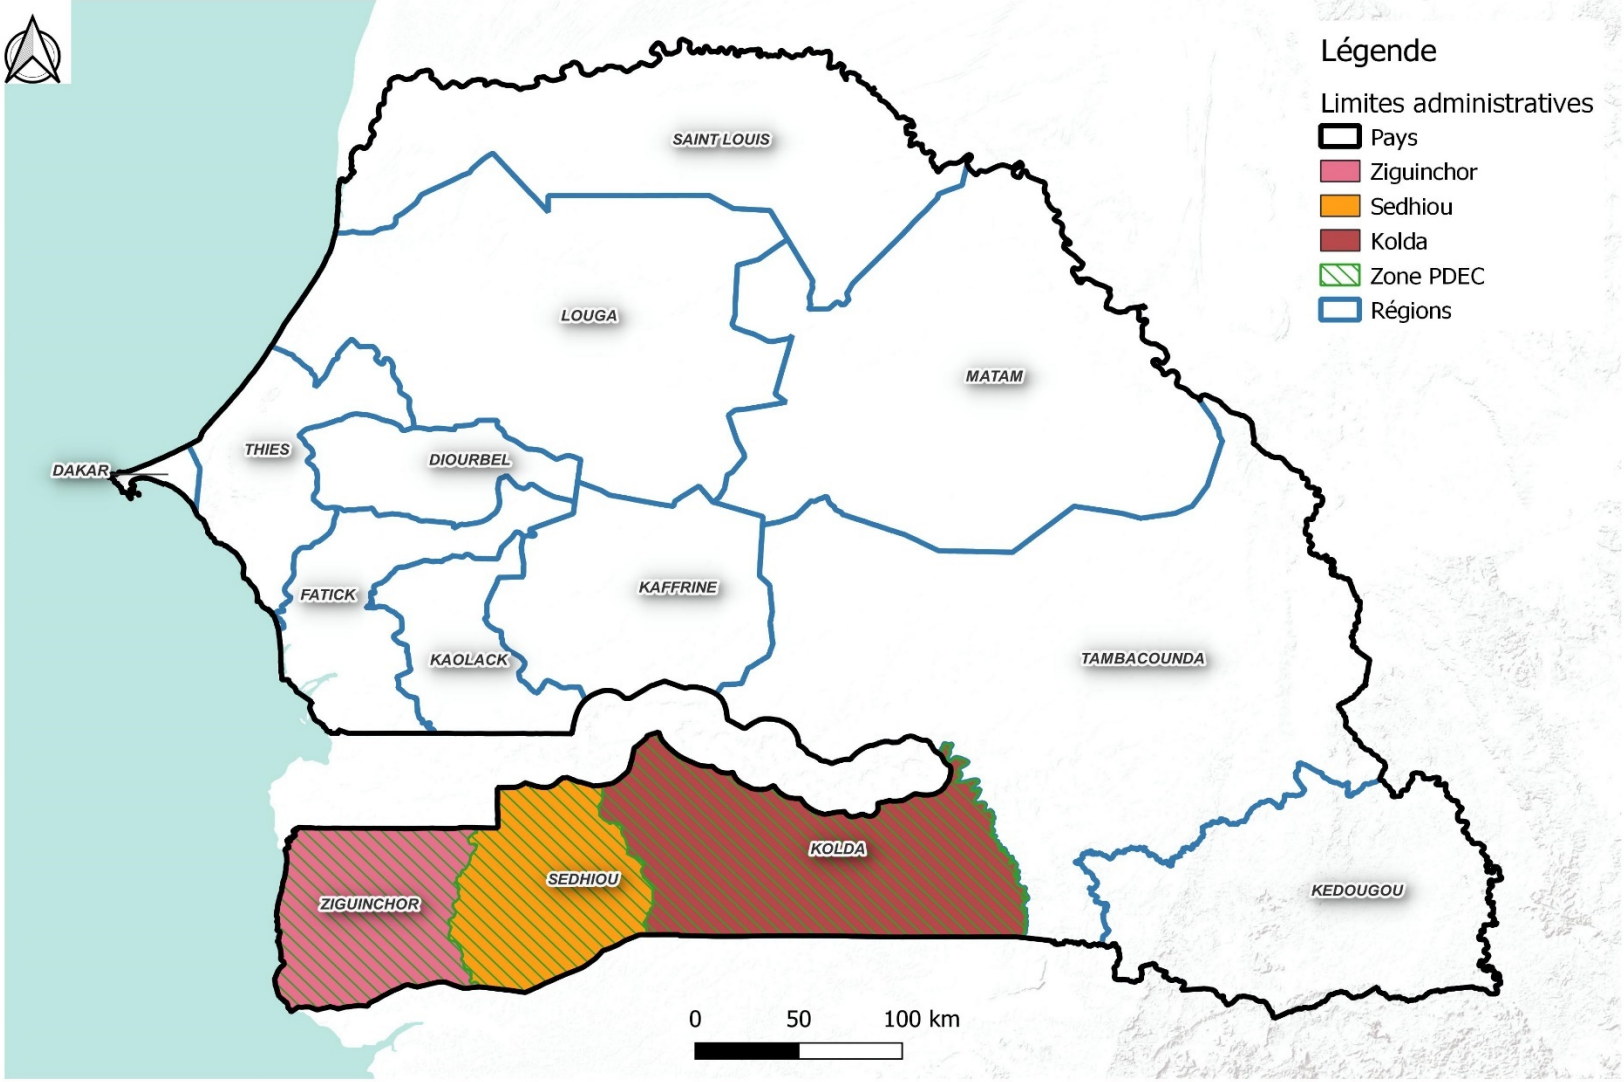 Légende
Limites administratives
Pays
Ziguinchor
Sedhiou
Kolda
Zone PDEC
Régions
SAINT LOUIS
LOUGA
MATAM
THIES
DIOURBEL
DAKAR
FATICK
KAFFRINE
KAOLACK
TAMBACOUNDA
KOLDA
SEDHIOU
ZIGUINCHOR
KEDOUGOU
0 50 100 km